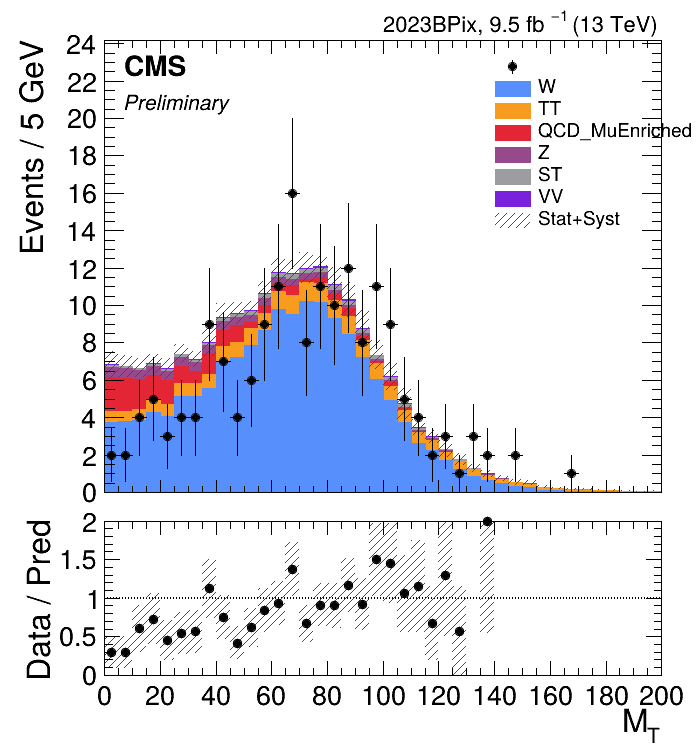 2023BPix, 9.5 fb⁻¹ (13 TeV)
Events / 5 GeV
24
22
20
18
16
14
12
10
8
6
4
2
0
CMS
Preliminary
W
TT
QCD_MuEnriched
Z
ST
VV
Stat+Syst
Data / Pred
2
1.5
1
0.5
0
0 20 40 60 80 100 120 140 160 180 200
M_T